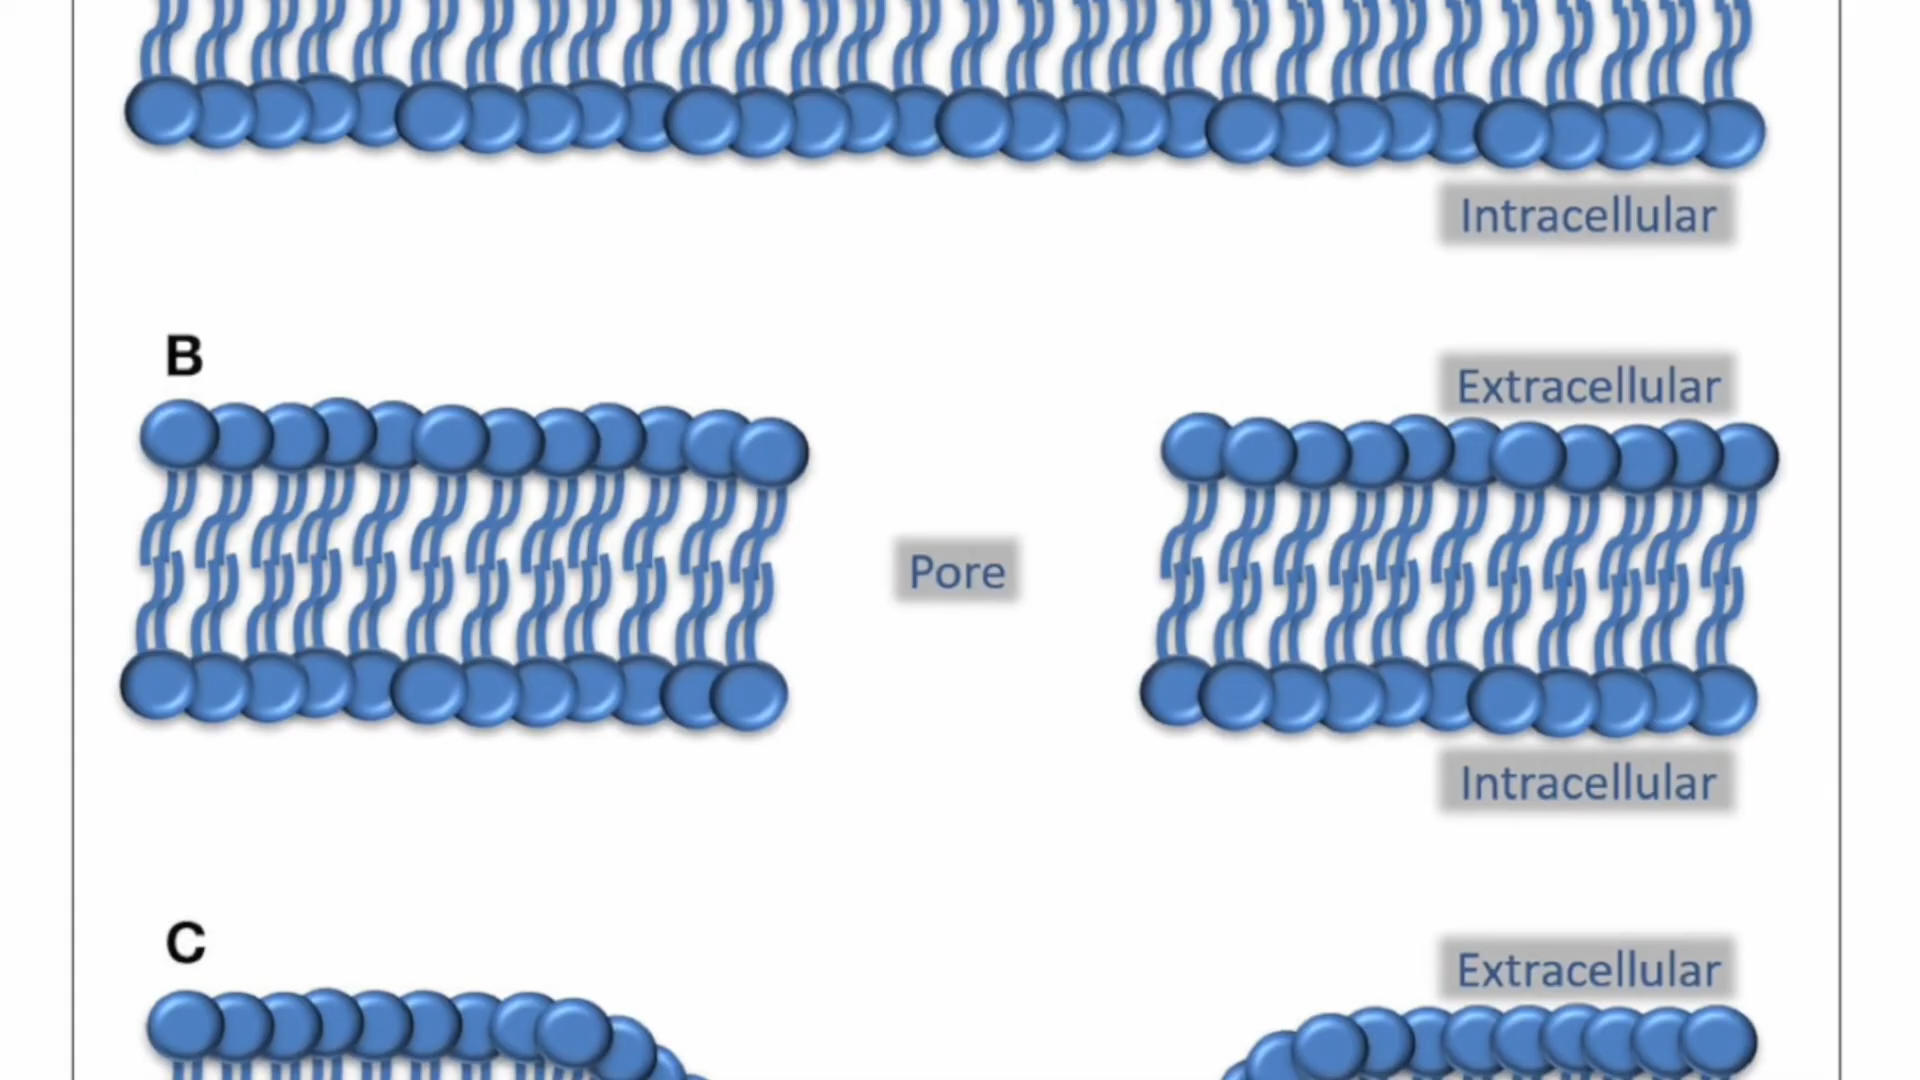 Intracellular
B
Extracellular
Pore
Intracellular
C
Extracellular